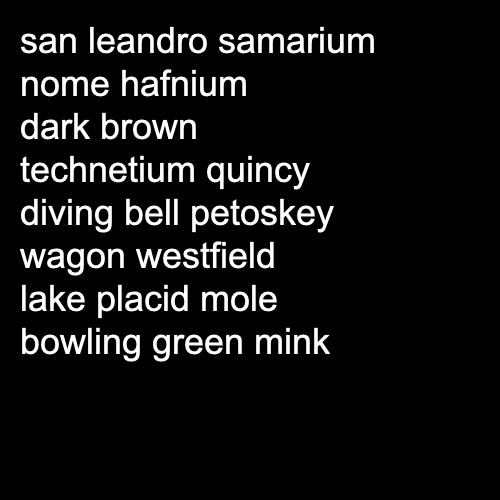 san leandro samarium
nome hafnium
dark brown
technetium quincy
diving bell petoskey
wagon westfield
lake placid mole
bowling green mink